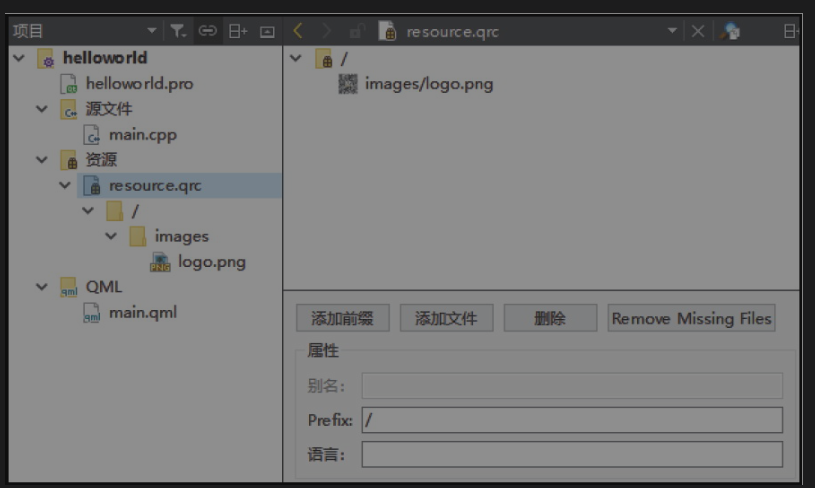 项目
resource.qrc
helloworld
helloworld.pro
源文件
main.cpp
资源
resource.qrc
/
images
logo.png
QML
main.qml
/
images/logo.png
添加前缀 添加文件 删除 Remove Missing Files
属性
别名:
Prefix: /
语言: